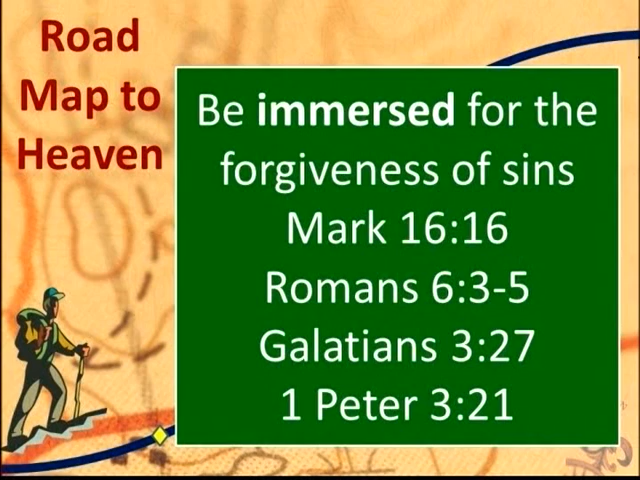 Road
Map to
Heaven
Be immersed for the
forgiveness of sins
Mark 16:16
Romans 6:3-5
Galatians 3:27
1 Peter 3:21